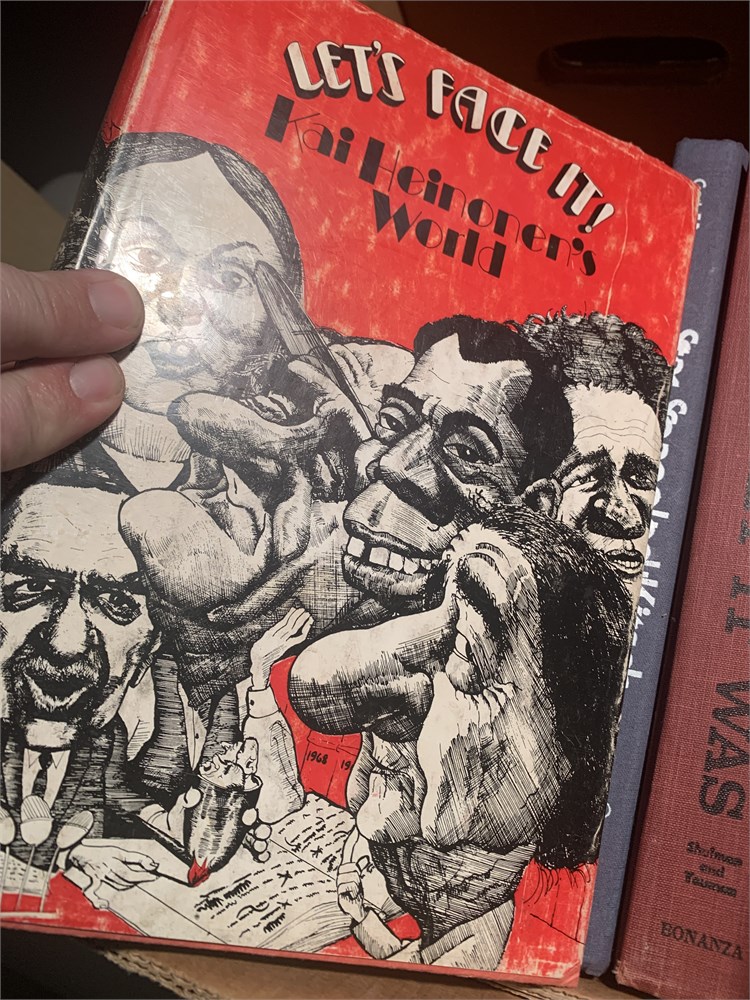 LET'S FACE IT!
Kai Heinonen's
World
1968
WAS
Shulman
and
Youman
BONANZA